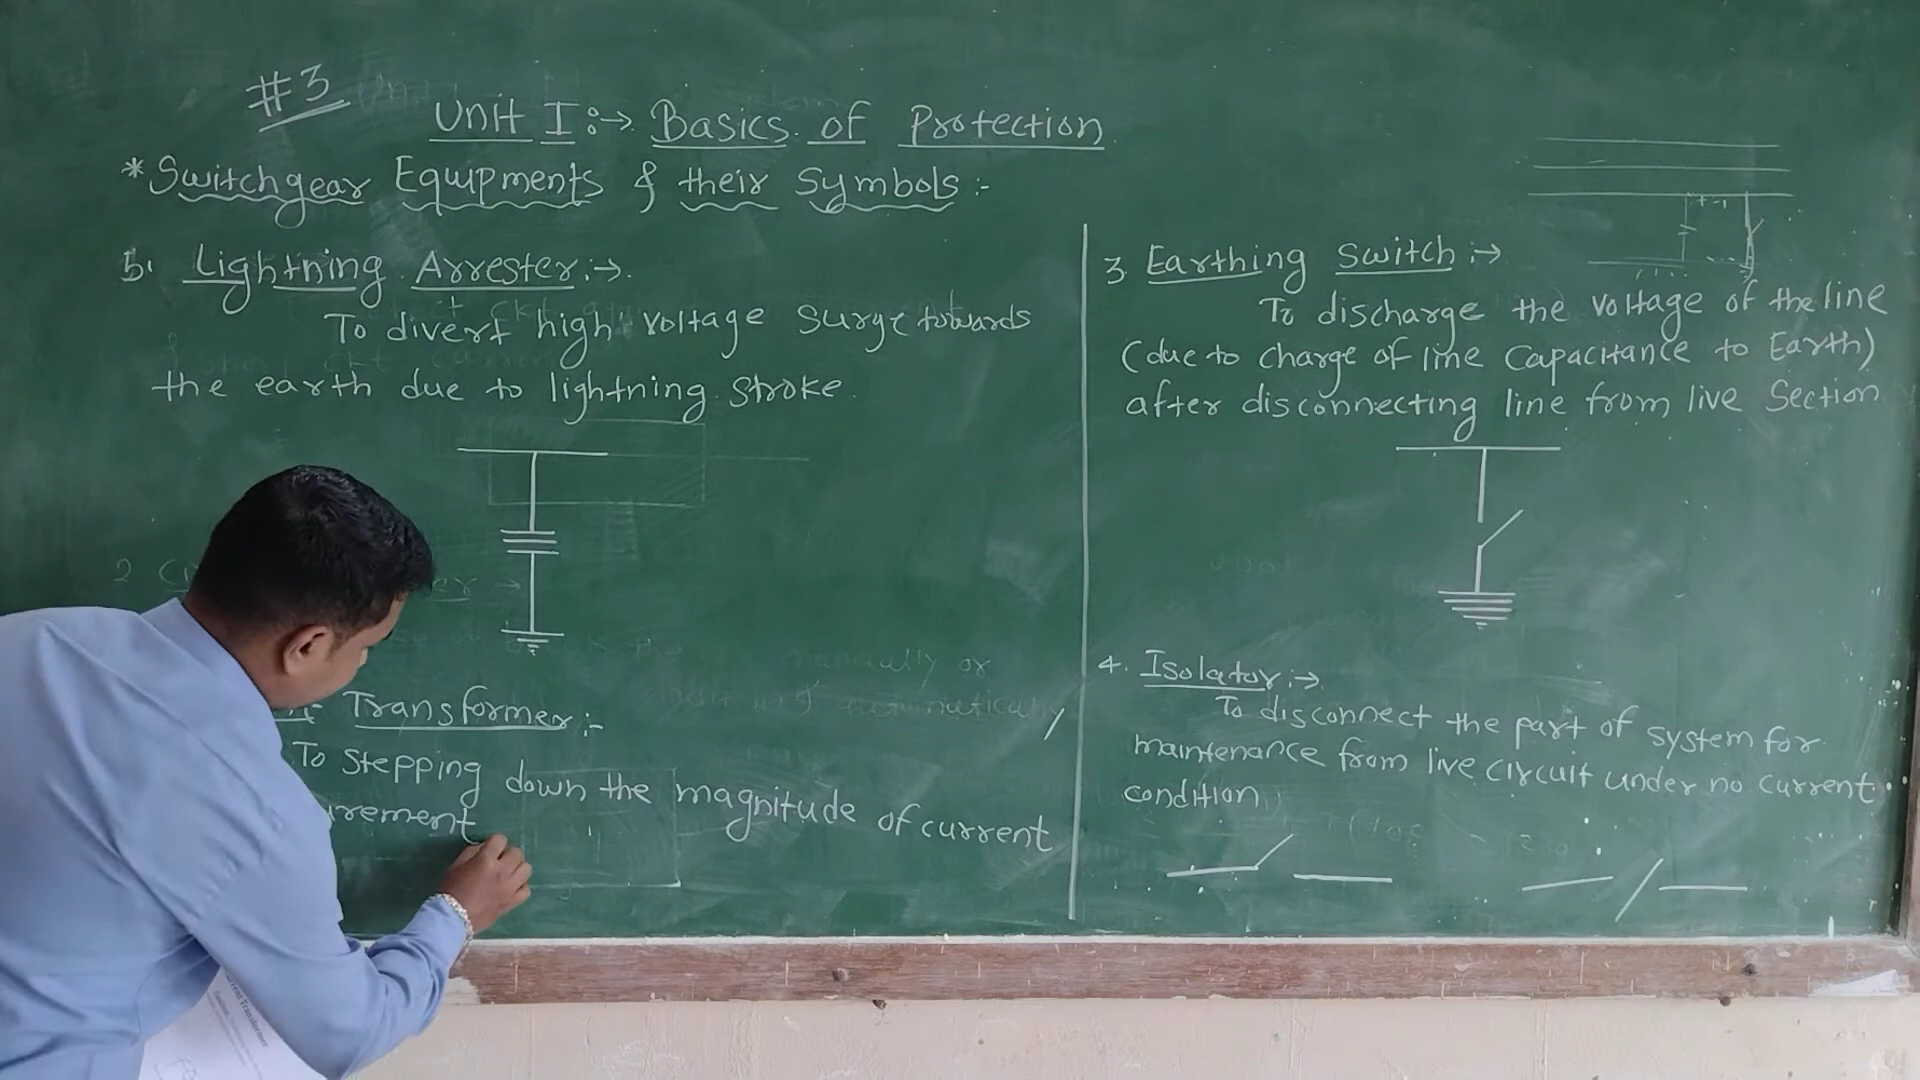 #3
Unit I :→ Basics of Protection
* Switchgear Equipments & their Symbols :-
5. Lightning Arrester :→
To divert high voltage surge towards
the earth due to lightning stroke.
Transformer :-
To stepping down the magnitude of current
3. Earthing Switch :→
To discharge the voltage of the line
(due to charge of line capacitance to Earth)
after disconnecting line from live Section
4. Isolator :→
To disconnect the part of system for
maintenance from live circuit under no current
condition